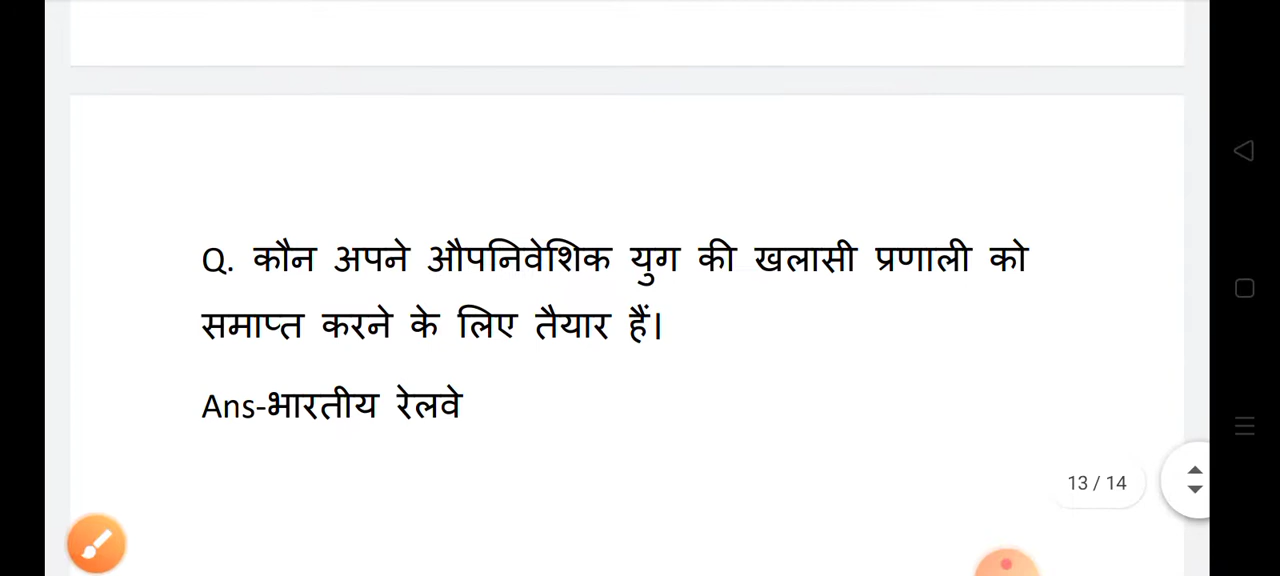 Q. कौन अपने औपनिवेशिक युग की खलासी प्रणाली को
समाप्त करने के लिए तैयार हैं।
Ans-भारतीय रेलवे
13 / 14